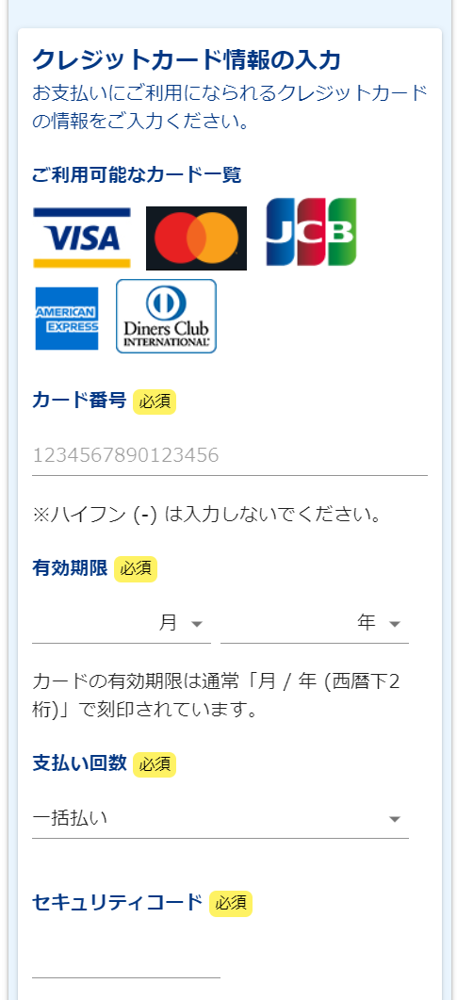 クレジットカード情報の入力
お支払いにご利用になられるクレジットカード
の情報をご入力ください。
ご利用可能なカード一覧
VISA
JCB
AMERICAN
EXPRESS
Diners Club
INTERNATIONAL®
カード番号 必須
1234567890123456
※ハイフン (-) は入力しないでください。
有効期限 必須
月 年
カードの有効期限は通常「月 / 年 (西暦下2
桁)」で刻印されています。
支払い回数 必須
一括払い
セキュリティコード 必須